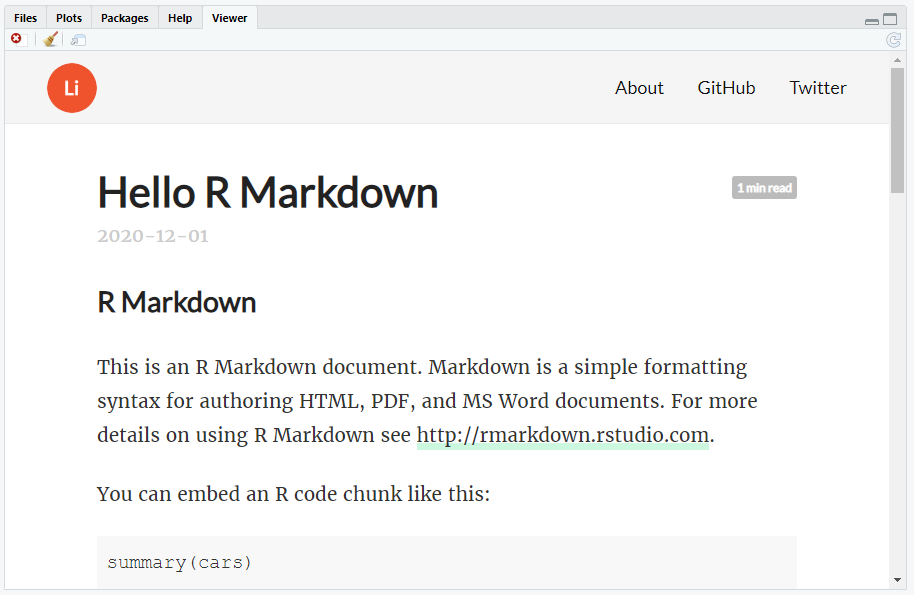 Files Plots Packages Help Viewer
Li About GitHub Twitter
Hello R Markdown 1 min read
2020-12-01
R Markdown
This is an R Markdown document. Markdown is a simple formatting
syntax for authoring HTML, PDF, and MS Word documents. For more
details on using R Markdown see http://rmarkdown.rstudio.com.
You can embed an R code chunk like this:
summary(cars)